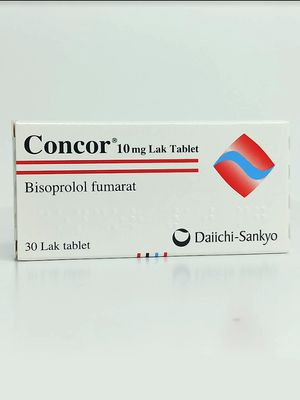 Concor® 10 mg Lak Tablet
Bisoprolol fumarat
30 Lak tablet
Daiichi-Sankyo